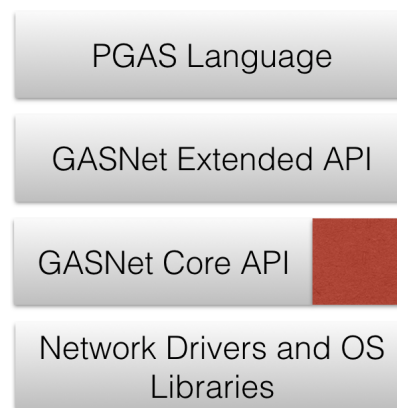 PGAS Language
GASNet Extended API
GASNet Core API
Network Drivers and OS
Libraries